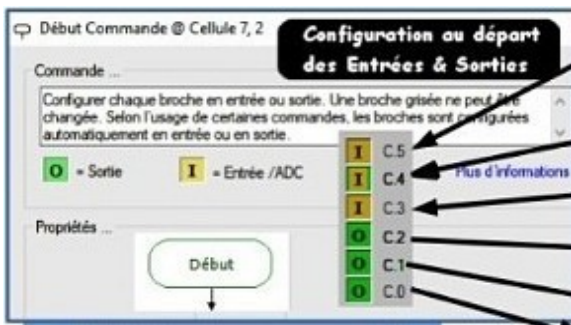 Début Commande @ Cellule 7, 2
Configuration au départ
des Entrées & Sorties
Commande ...
Configurer chaque broche en entrée ou sortie. Une broche grisée ne peut être
changée. Selon l'usage de certaines commandes, les broches sont configurées
automatiquement en entrée ou en sortie.
O = Sortie
I = Entrée /ADC
Plus d'informations
I C.5
I C.4
I C.3
O C.2
O C.1
O C.0
Propriétés ...
Début